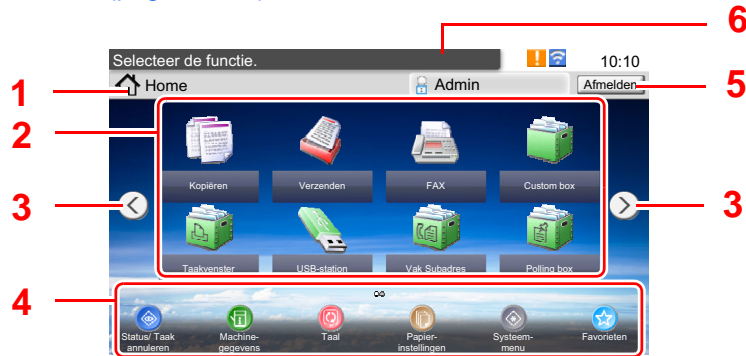 6
Selecteer de functie.
10:10
1
Home
Admin
Afmelden
5
2
Kopiëren
Verzenden
FAX
Custom box
3
3
Taakvenster
USB-station
Vak Subadres
Polling box
4
Status/ Taak
annuleren
Machine-
gegevens
Taal
Papier-
instellingen
Systeem-
menu
Favorieten